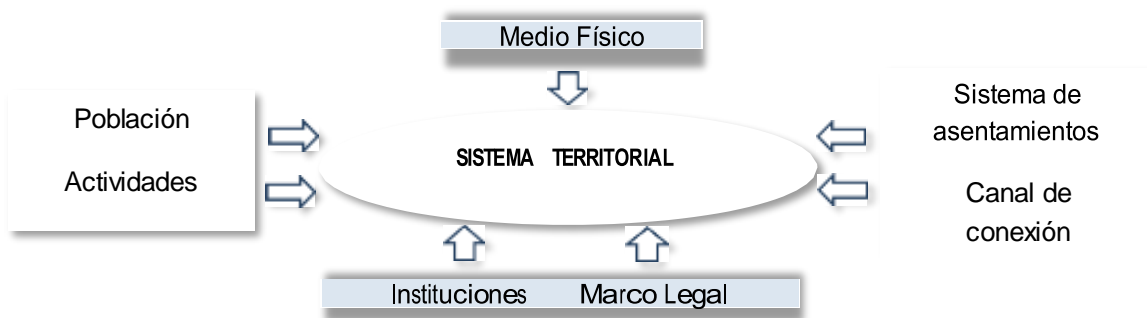 Medio Físico
Población
Actividades
SISTEMA TERRITORIAL
Sistema de
asentamientos
Canal de
conexión
Instituciones Marco Legal